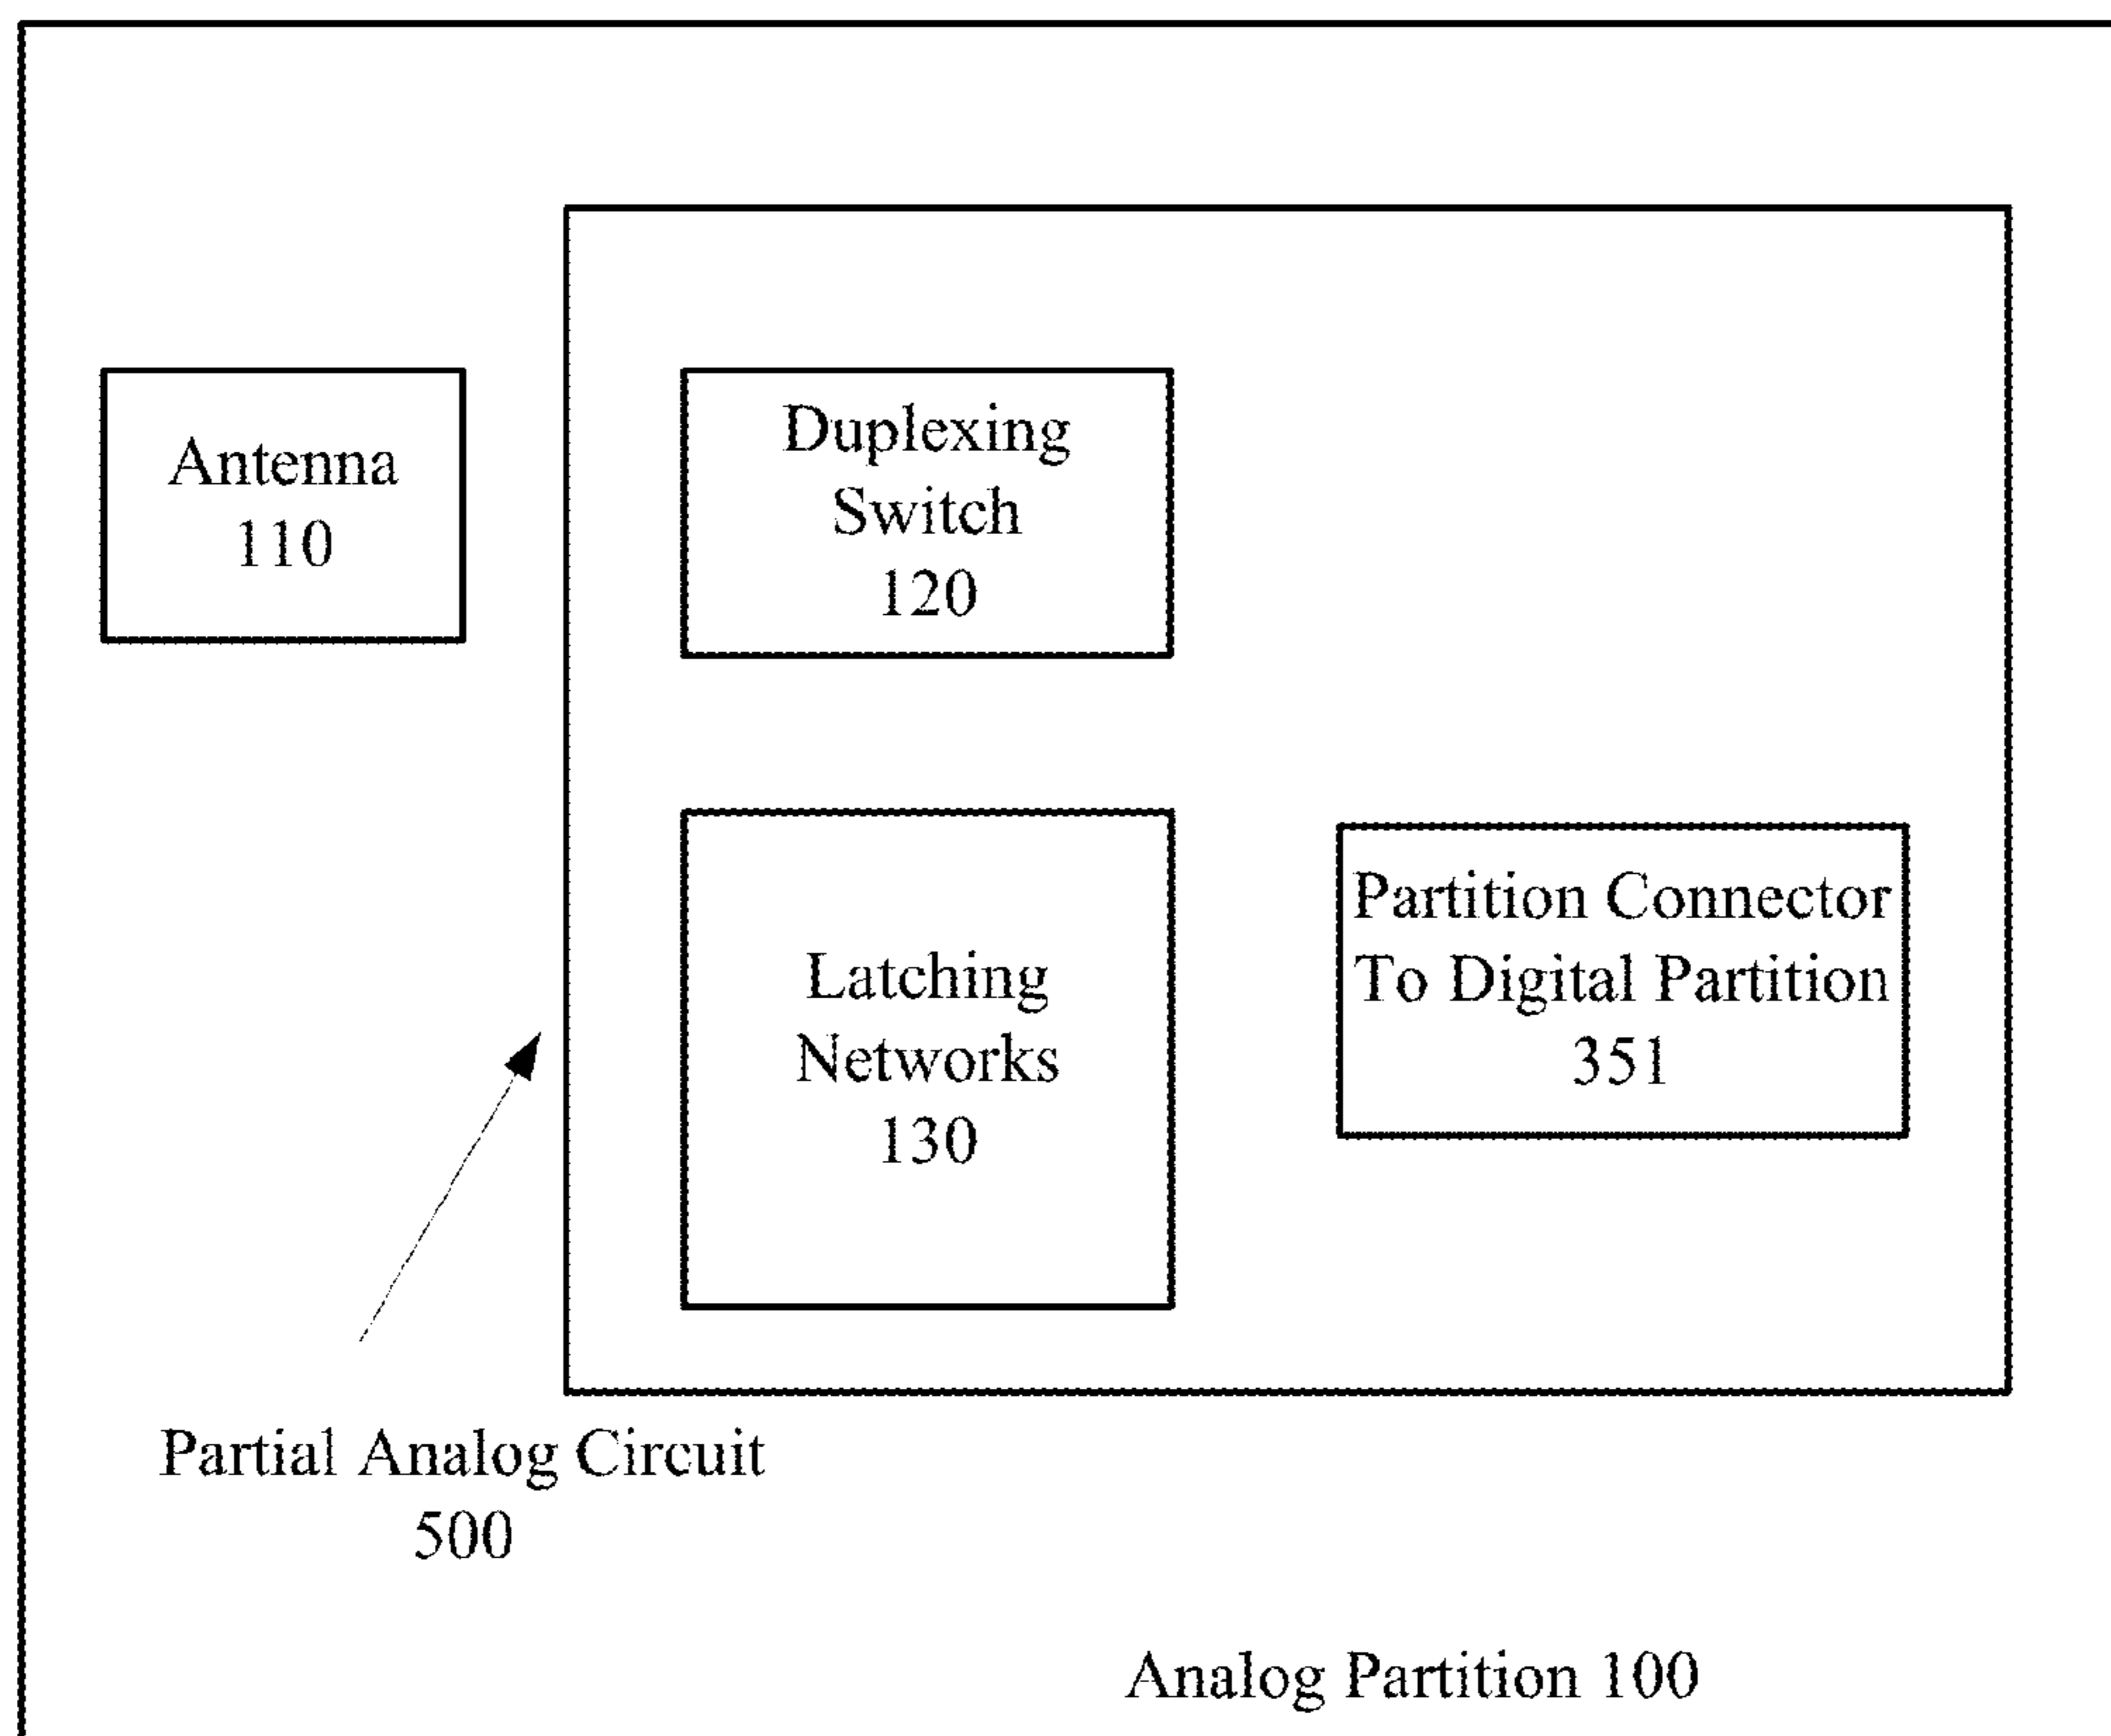 Antenna
110
Duplexing
Switch
120
Latching
Networks
130
Partition Connector
To Digital Partition
351
Partial Analog Circuit
500
Analog Partition 100